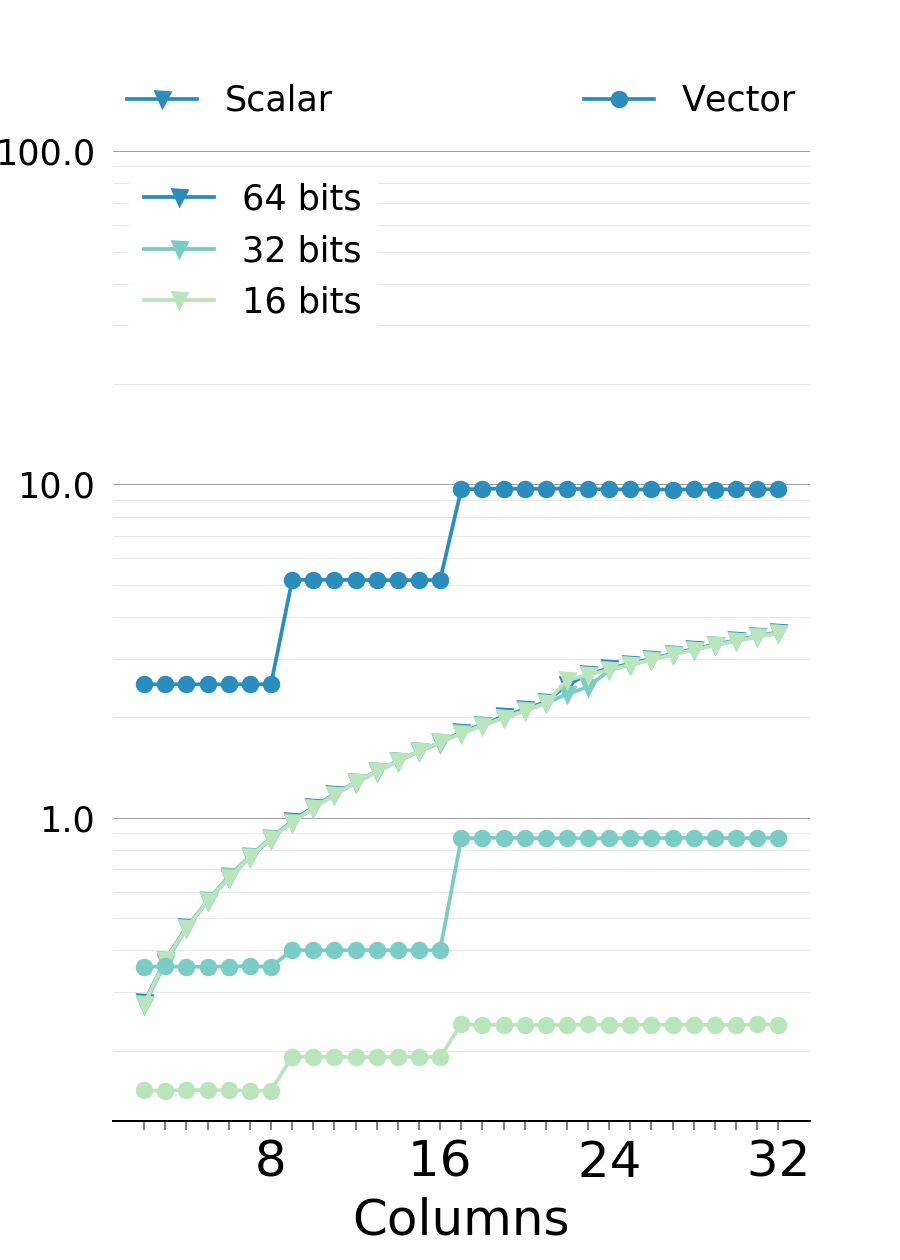 Scalar Vector
100.0
64 bits
32 bits
16 bits
10.0
1.0
8 16 24 32
Columns